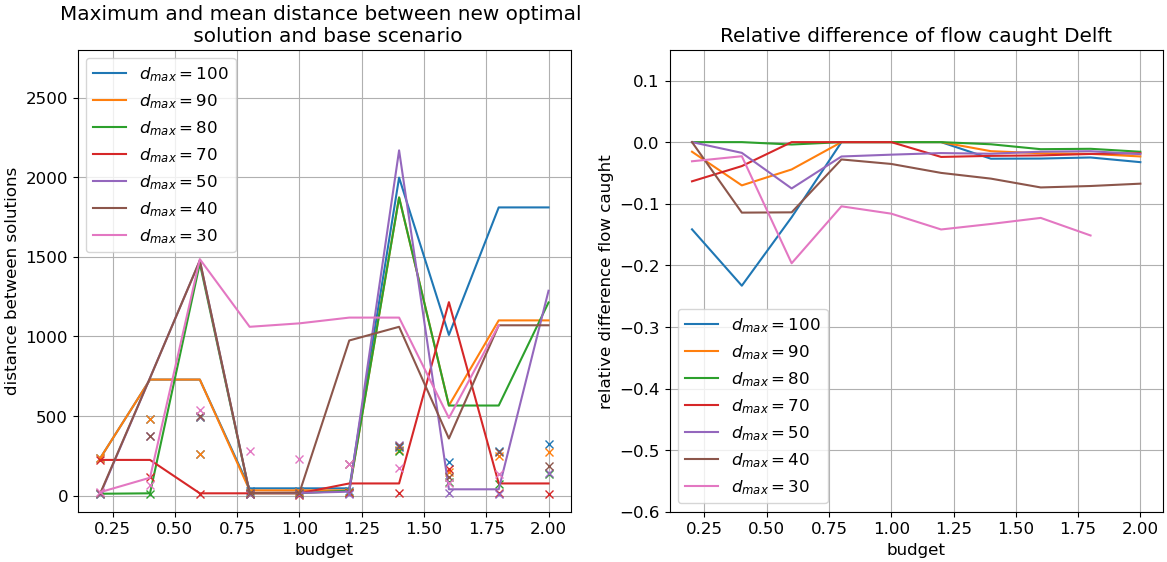 Maximum and mean distance between new optimal
solution and base scenario
distance between solutions
2500
2000
1500
1000
500
0
d_max = 100
d_max = 90
d_max = 80
d_max = 70
d_max = 50
d_max = 40
d_max = 30
0.25 0.50 0.75 1.00 1.25 1.50 1.75 2.00
budget
Relative difference of flow caught Delft
relative difference flow caught
0.1
0.0
−0.1
−0.2
−0.3
−0.4
−0.5
−0.6
d_max = 100
d_max = 90
d_max = 80
d_max = 70
d_max = 50
d_max = 40
d_max = 30
0.25 0.50 0.75 1.00 1.25 1.50 1.75 2.00
budget